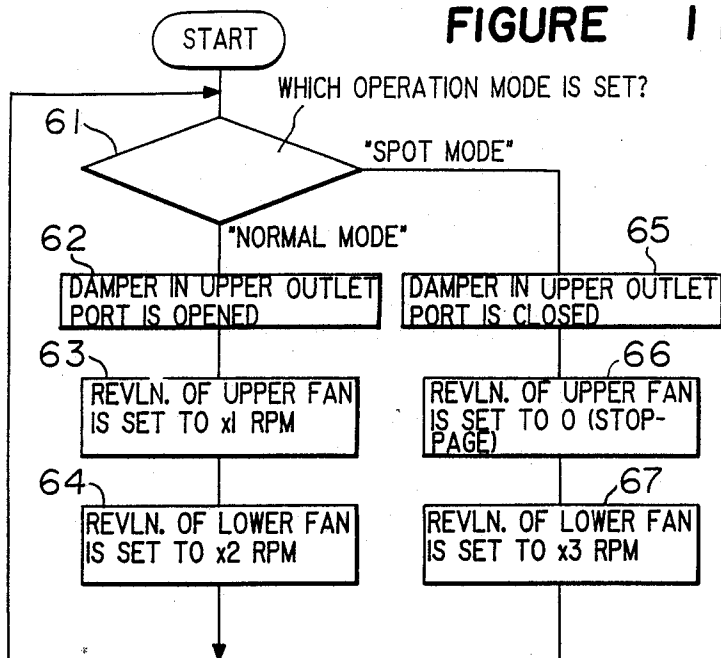 FIGURE 1
START
WHICH OPERATION MODE IS SET?
61
"SPOT MODE"
"NORMAL MODE"
62
DAMPER IN UPPER OUTLET
PORT IS OPENED
65
DAMPER IN UPPER OUTLET
PORT IS CLOSED
63
REVLN. OF UPPER FAN
IS SET TO x1 RPM
66
REVLN. OF UPPER FAN
IS SET TO 0 (STOP-
PAGE)
64
REVLN. OF LOWER FAN
IS SET TO x2 RPM
67
REVLN. OF LOWER FAN
IS SET TO x3 RPM